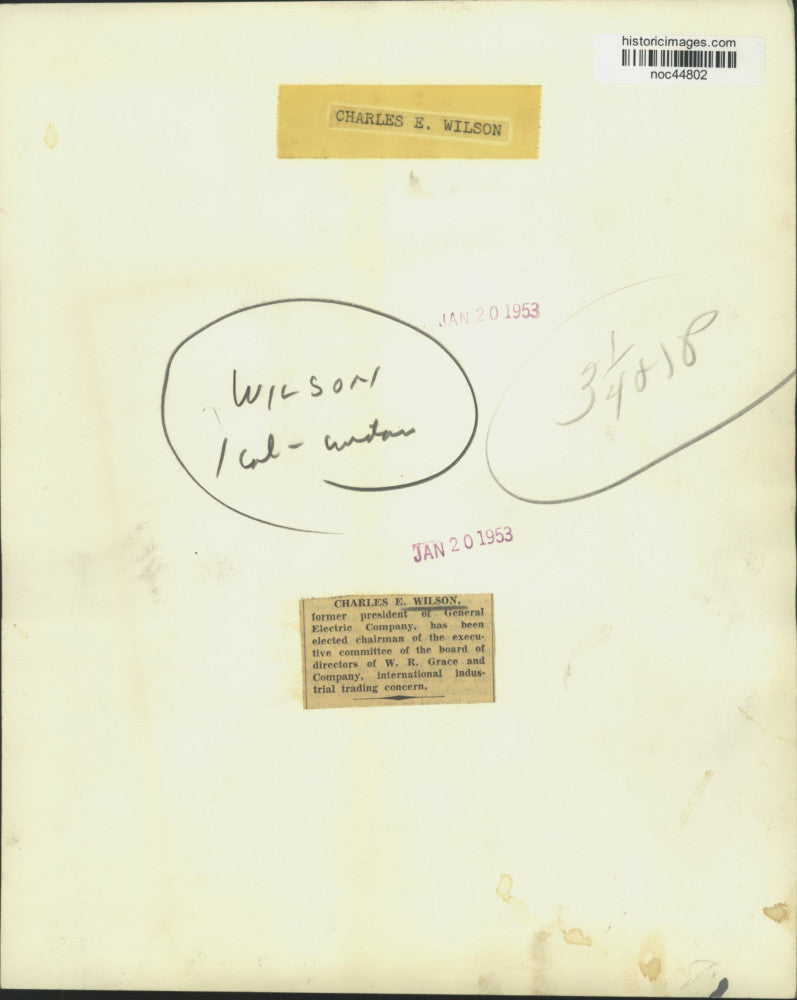 historicimages.com
noc44802
CHARLES E. WILSON
JAN 20 1953
WILSON
1 col -
3 1/4 x 18
JAN 20 1953
CHARLES E. WILSON,
former president of General
Electric Company, has been
elected chairman of the execu-
tive committee of the board of
directors of W. R. Grace and
Company, international indus-
trial trading concern.